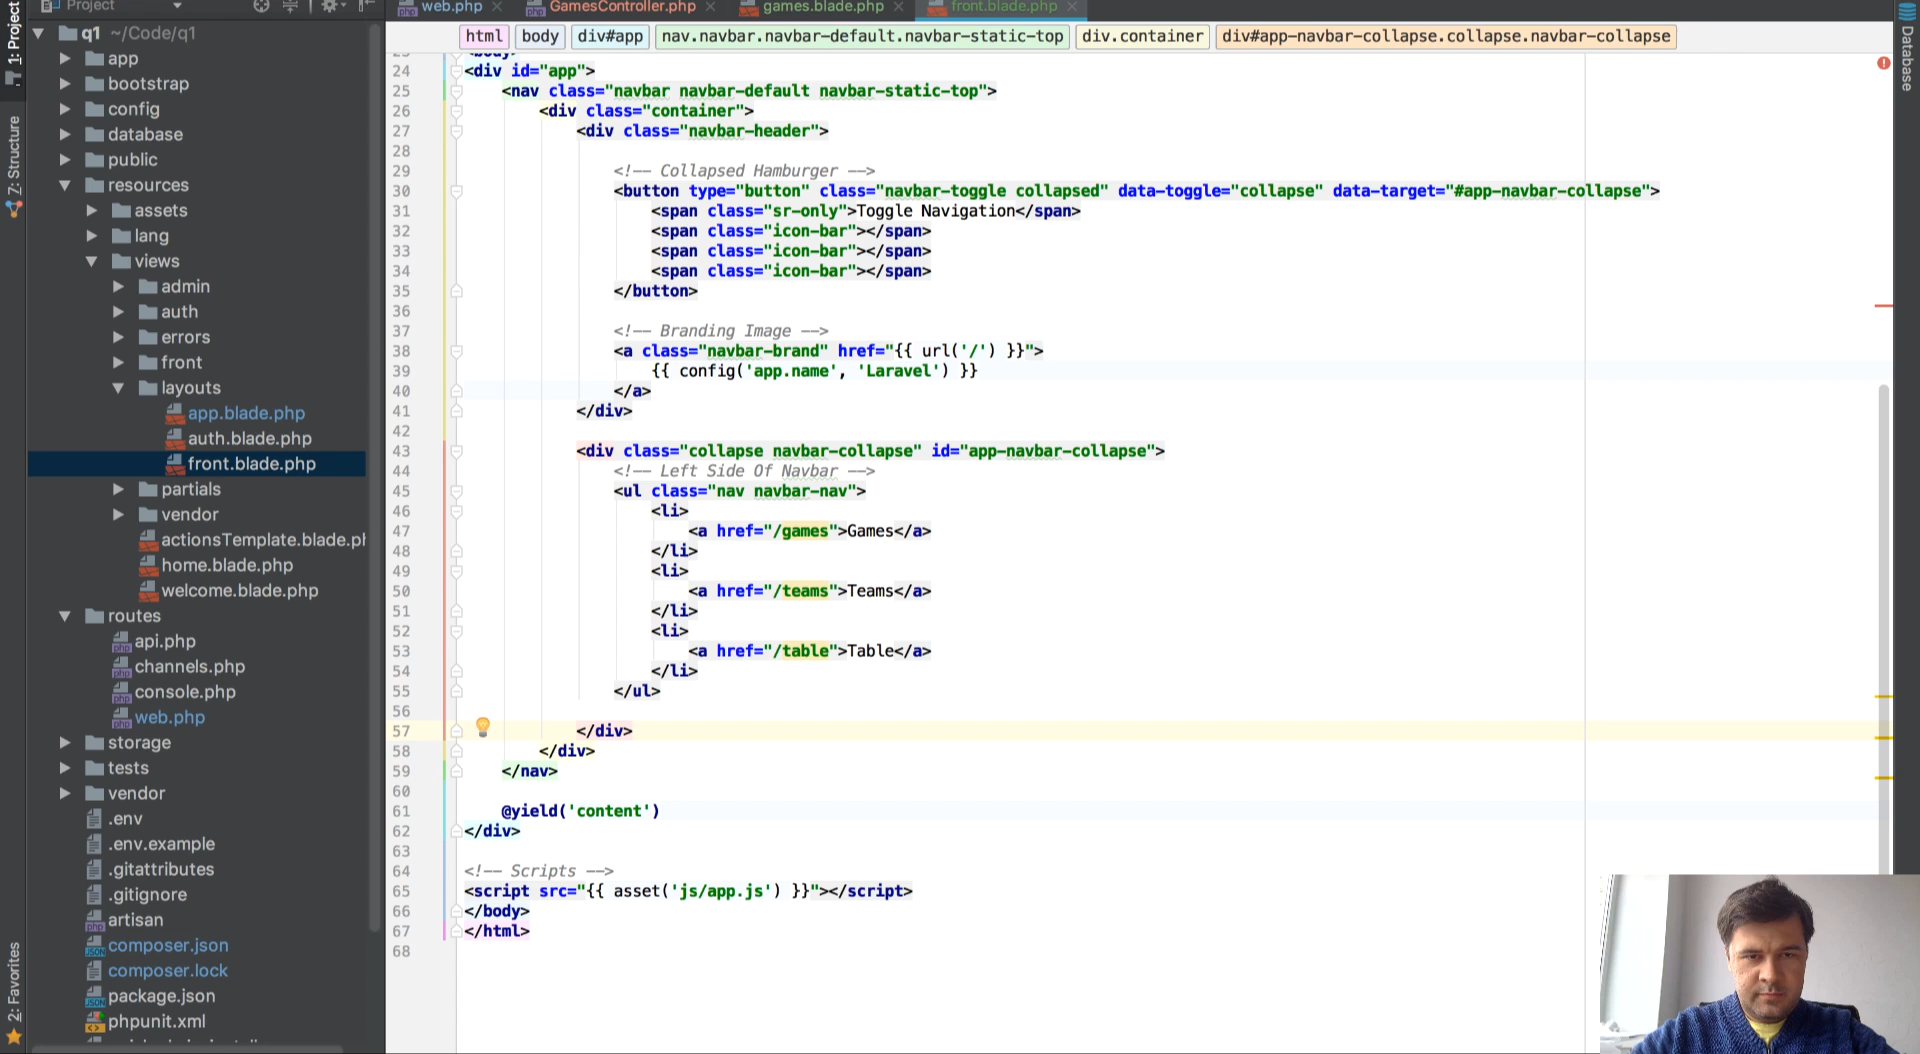 Project
web.php
GamesController.php
games.blade.php
front.blade.php
1: Project
7: Structure
2: Favorites
Database
q1 ~/Code/q1
app
bootstrap
config
database
public
resources
assets
lang
views
admin
auth
errors
front
layouts
app.blade.php
auth.blade.php
front.blade.php
partials
vendor
actionsTemplate.blade.pl
home.blade.php
welcome.blade.php
routes
api.php
channels.php
console.php
web.php
storage
tests
vendor
.env
.env.example
.gitattributes
.gitignore
artisan
composer.json
composer.lock
package.json
phpunit.xml
html body div#app nav.navbar.navbar-default.navbar-static-top div.container div#app-navbar-collapse.collapse.navbar-collapse
23 <body>
24 <div id="app">
25 <nav class="navbar navbar-default navbar-static-top">
26 <div class="container">
27 <div class="navbar-header">
28
29 <!-- Collapsed Hamburger -->
30 <button type="button" class="navbar-toggle collapsed" data-toggle="collapse" data-target="#app-navbar-collapse">
31 <span class="sr-only">Toggle Navigation</span>
32 <span class="icon-bar"></span>
33 <span class="icon-bar"></span>
34 <span class="icon-bar"></span>
35 </button>
36
37 <!-- Branding Image -->
38 <a class="navbar-brand" href="{{ url('/') }}">
39 {{ config('app.name', 'Laravel') }}
40 </a>
41 </div>
42
43 <div class="collapse navbar-collapse" id="app-navbar-collapse">
44 <!-- Left Side Of Navbar -->
45 <ul class="nav navbar-nav">
46 <li>
47 <a href="/games">Games</a>
48 </li>
49 <li>
50 <a href="/teams">Teams</a>
51 </li>
52 <li>
53 <a href="/table">Table</a>
54 </li>
55 </ul>
56
57 </div>
58 </div>
59 </nav>
60
61 @yield('content')
62 </div>
63
64 <!-- Scripts -->
65 <script src="{{ asset('js/app.js') }}"></script>
66 </body>
67 </html>
68